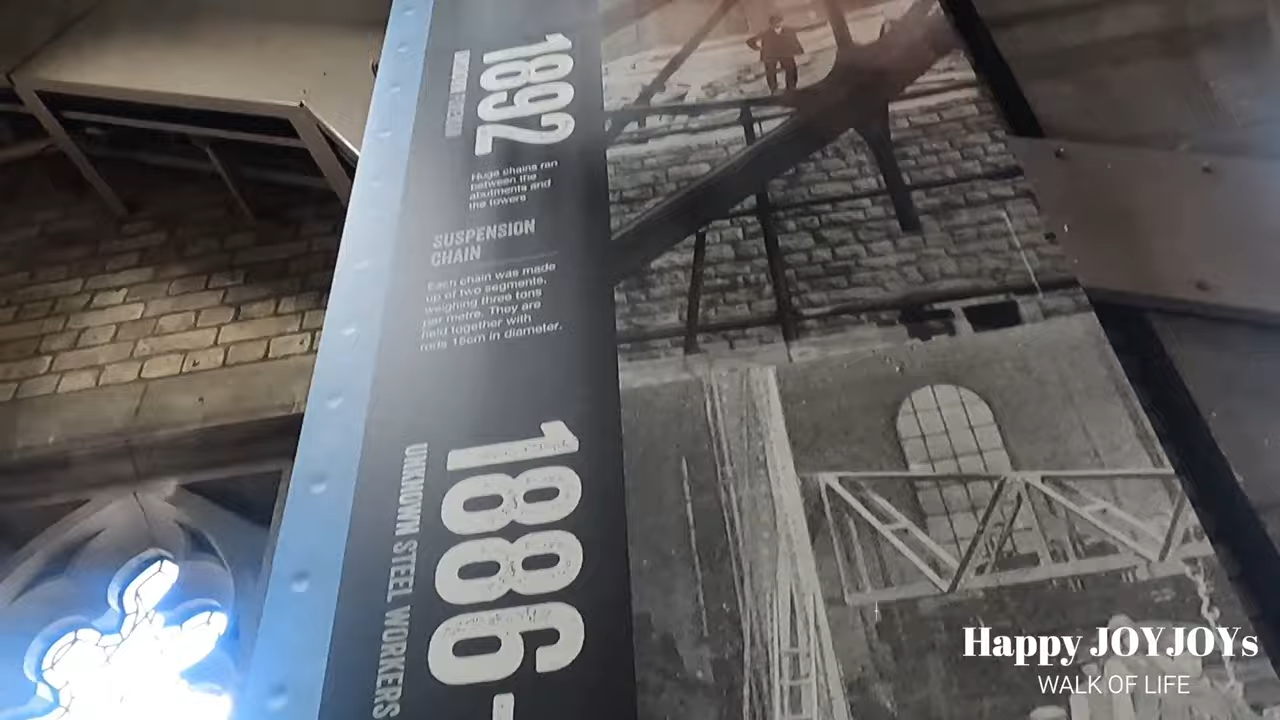 1892
Huge chains ran
between the
abutments and
the towers
SUSPENSION
CHAIN
Each chain was made
up of two segments,
weighing three tons
per metre. They are
held together with
rods 15cm in diameter.
1886-
UNKNOWN STEEL WORKERS
Happy JOYJOYs
WALK OF LIFE